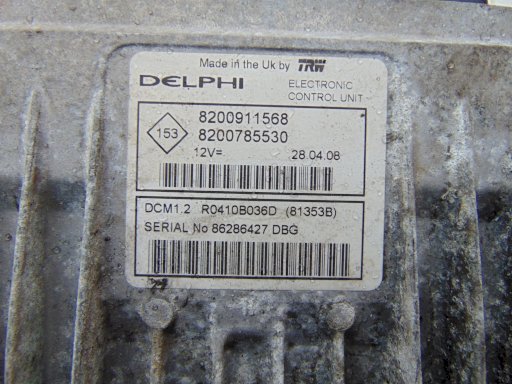 Made in the Uk by TRW
DELPHI
ELECTRONIC
CONTROL UNIT
153
8200911568
8200785530
12V= 28.04.08
DCM1.2 R0410B036D (81353B)
SERIAL No 86286427 DBG